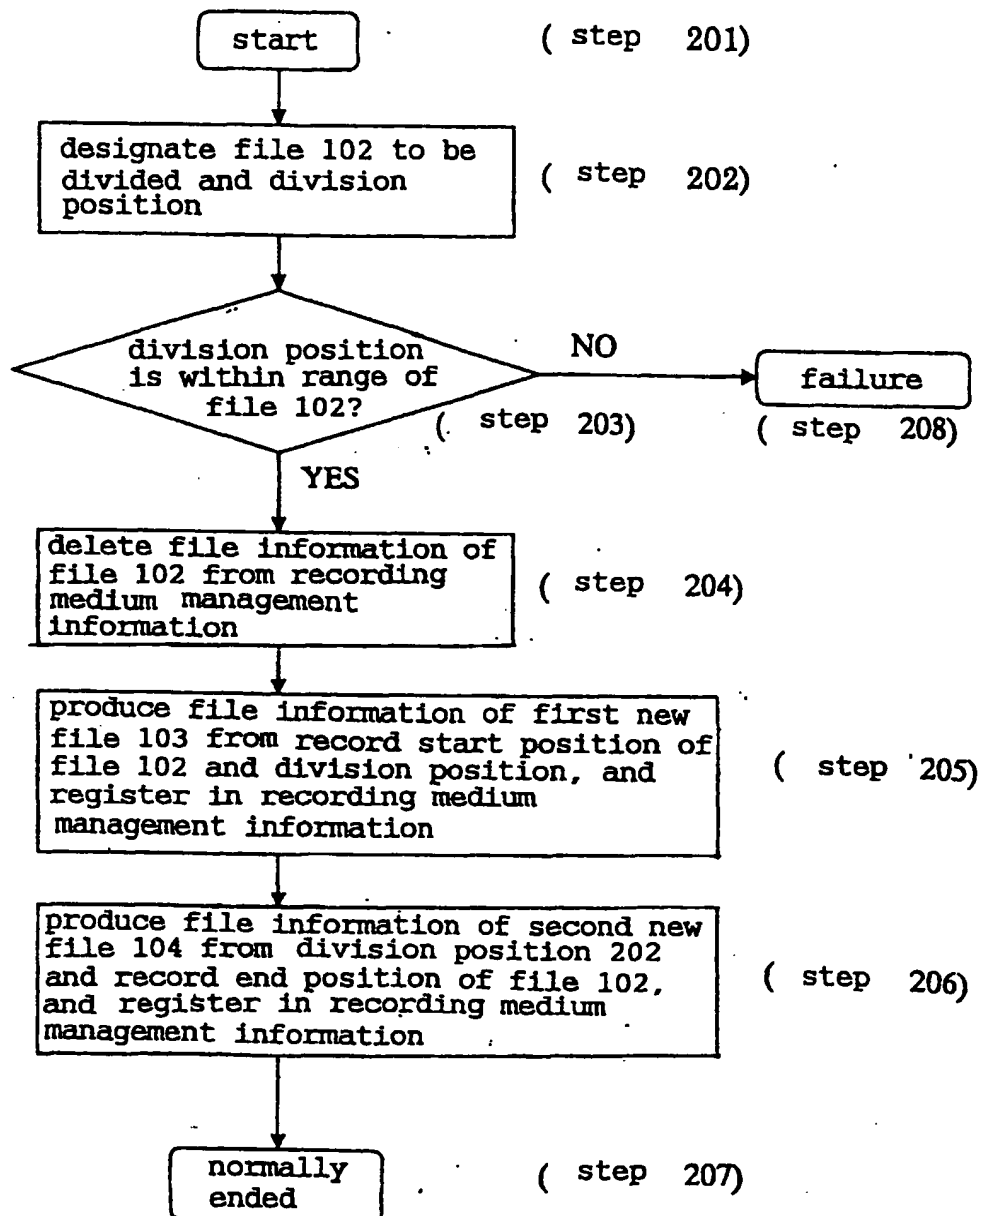 start
( step 201)
designate file 102 to be
divided and division
position
( step 202)
division position
is within range of
file 102?
( step 203)
NO
failure
( step 208)
YES
delete file information of
file 102 from recording
medium management
information
( step 204)
produce file information of first new
file 103 from record start position of
file 102 and division position, and
register in recording medium
management information
( step 205)
produce file information of second new
file 104 from division position 202
and record end position of file 102,
and register in recording medium
management information
( step 206)
normally
ended
( step 207)